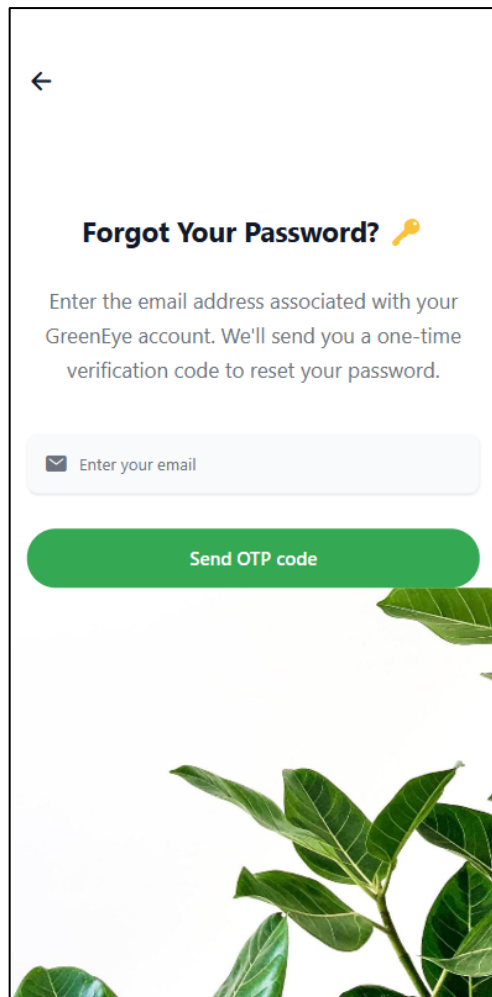 Forgot Your Password? 🔑
Enter the email address associated with your
GreenEye account. We'll send you a one-time
verification code to reset your password.
Enter your email
Send OTP code